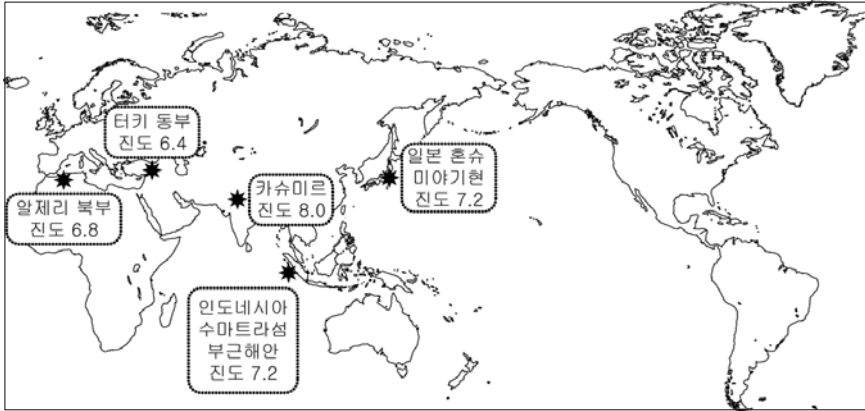 터키 동부
진도 6.4
알제리 북부
진도 6.8
카슈미르
진도 8.0
일본 혼슈
미야기현
진도 7.2
인도네시아
수마트라섬
부근해안
진도 7.2